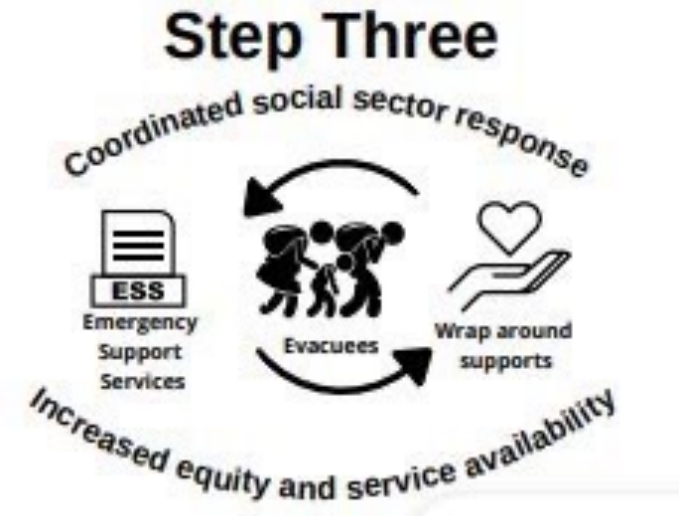 Step Three
Coordinated social sector response
ESS
Emergency
Support
Services
Evacuees
Wrap around
supports
Increased equity and service availability